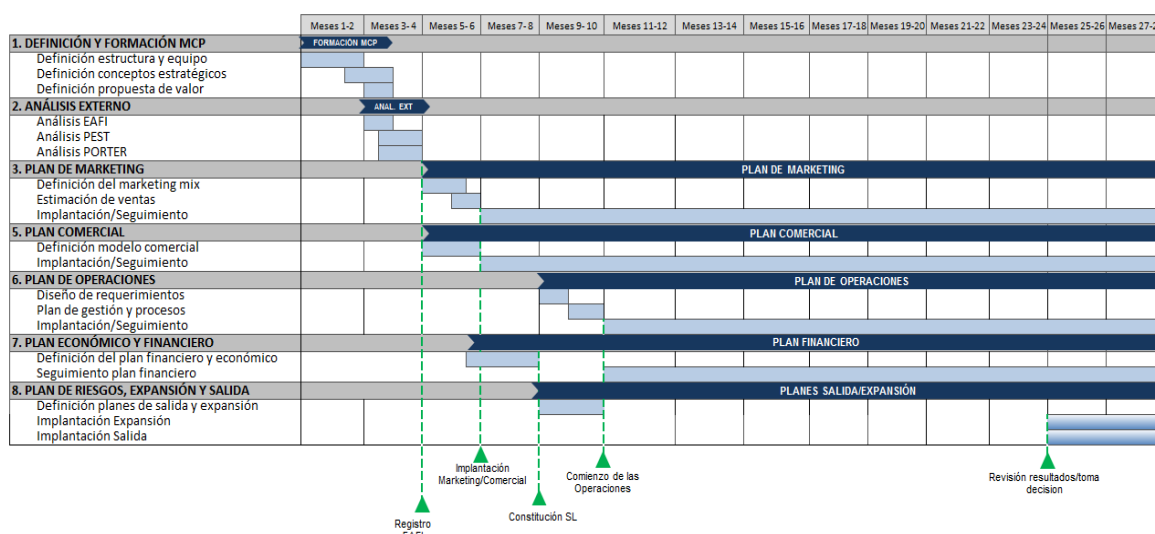 Meses 1-2 Meses 3- 4 Meses 5- 6 Meses 7- 8 Meses 9- 10 Meses 11-12 Meses 13-14 Meses 15-16 Meses 17-18 Meses 19-20 Meses 21-22 Meses 23-24 Meses 25-26 Meses 27-2
1. DEFINICIÓN Y FORMACIÓN MCP FORMACIÓN MCP
Definición estructura y equipo
Definición conceptos estratégicos
Definición propuesta de valor
2. ANÁLISIS EXTERNO ANAL. EXT
Análisis EAFI
Análisis PEST
Análisis PORTER
3. PLAN DE MARKETING PLAN DE MARKETING
Definición del marketing mix
Estimación de ventas
Implantación/Seguimiento
5. PLAN COMERCIAL PLAN COMERCIAL
Definición modelo comercial
Implantación/Seguimiento
6. PLAN DE OPERACIONES PLAN DE OPERACIONES
Diseño de requerimientos
Plan de gestión y procesos
Implantación/Seguimiento
7. PLAN ECONÓMICO Y FINANCIERO PLAN FINANCIERO
Definición del plan financiero y económico
Seguimiento plan financiero
8. PLAN DE RIESGOS, EXPANSIÓN Y SALIDA PLANES SALIDA/EXPANSIÓN
Definición planes de salida y expansión
Implantación Expansión
Implantación Salida
Implantación
Marketing/Comercial
Comienzo de las
Operaciones
Revisión resultados/toma
decision
Constitución SL
Registro